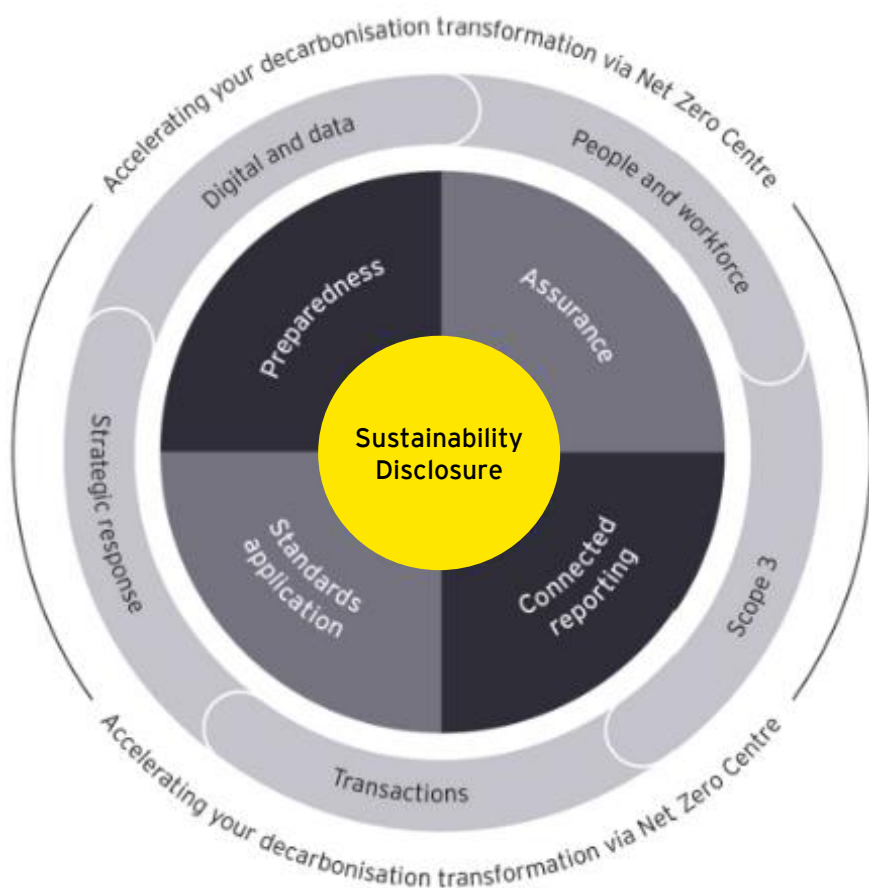 Accelerating your decarbonisation transformation via Net Zero Centre
Digital and data
People and workforce
Preparedness
Assurance
Sustainability
Disclosure
Strategic response
Standards
application
Connected
reporting
Scope 3
Transactions
Accelerating your decarbonisation transformation via Net Zero Centre